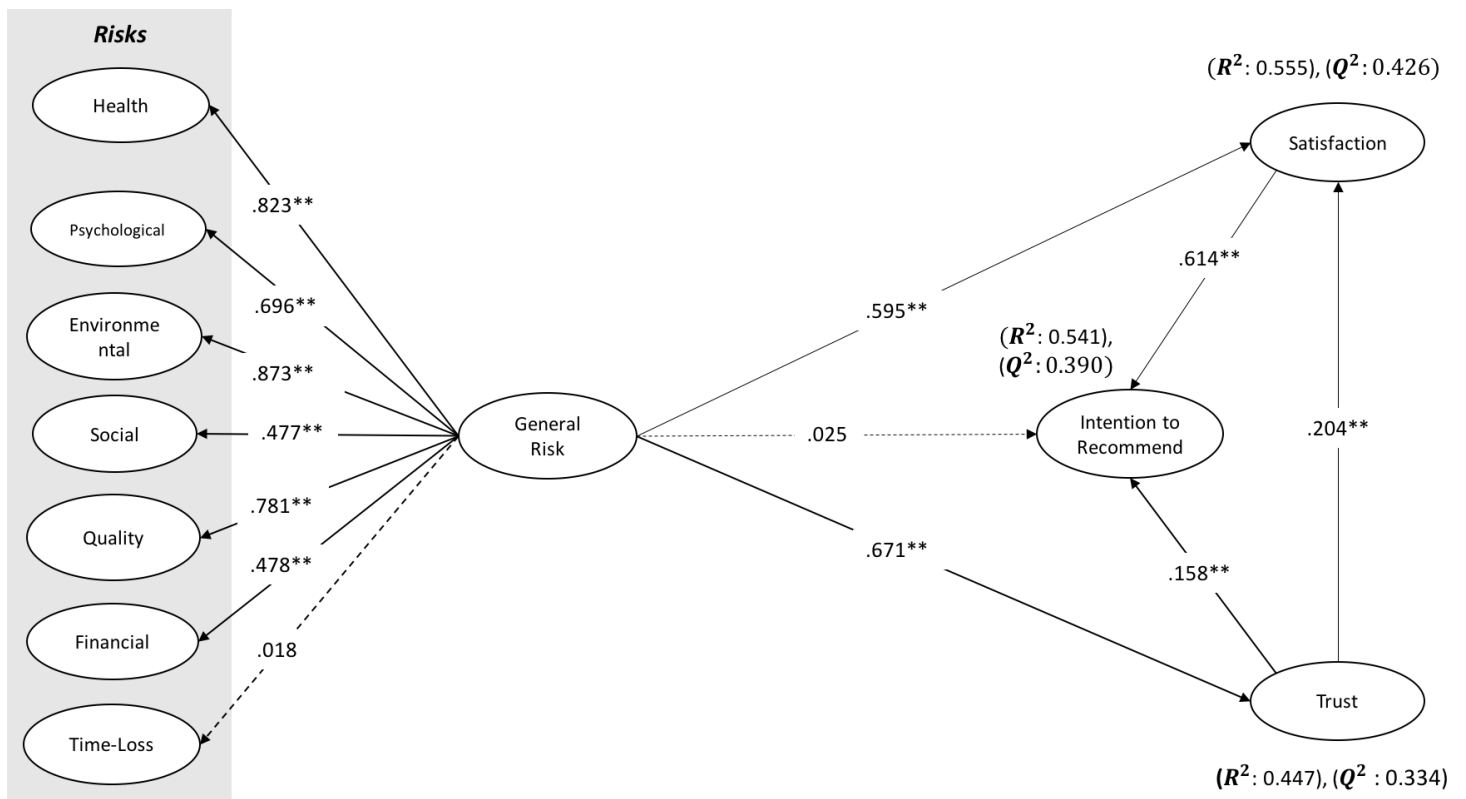 Risks
Health
Psychological
Environme
ntal
Social
Quality
Financial
Time-Loss
.823**
.696**
.873**
.477**
.781**
.478**
.018
General
Risk
.595**
.025
.671**
(R²: 0.555), (Q²: 0.426)
Satisfaction
.614**
(R²: 0.541),
(Q²: 0.390)
Intention to
Recommend
.204**
.158**
Trust
(R²: 0.447), (Q² : 0.334)